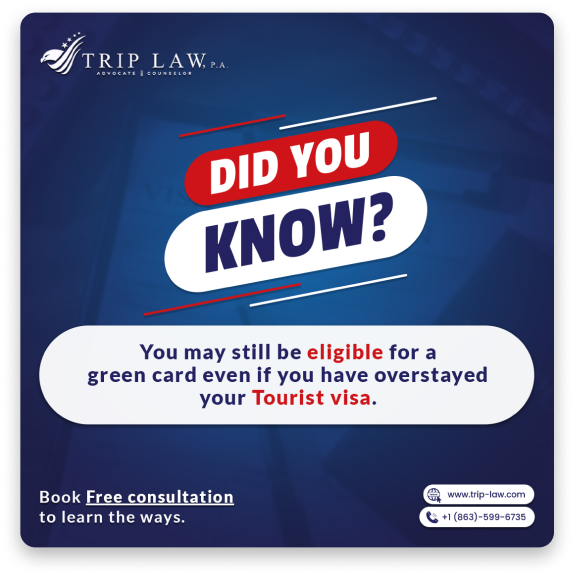 TRIP LAW, P.A.
ADVOCATE | COUNSELOR
DID YOU
KNOW?
You may still be eligible for a
green card even if you have overstayed
your Tourist visa.
Book Free consultation
to learn the ways.
www.trip-law.com
+1 (863)-599-6735